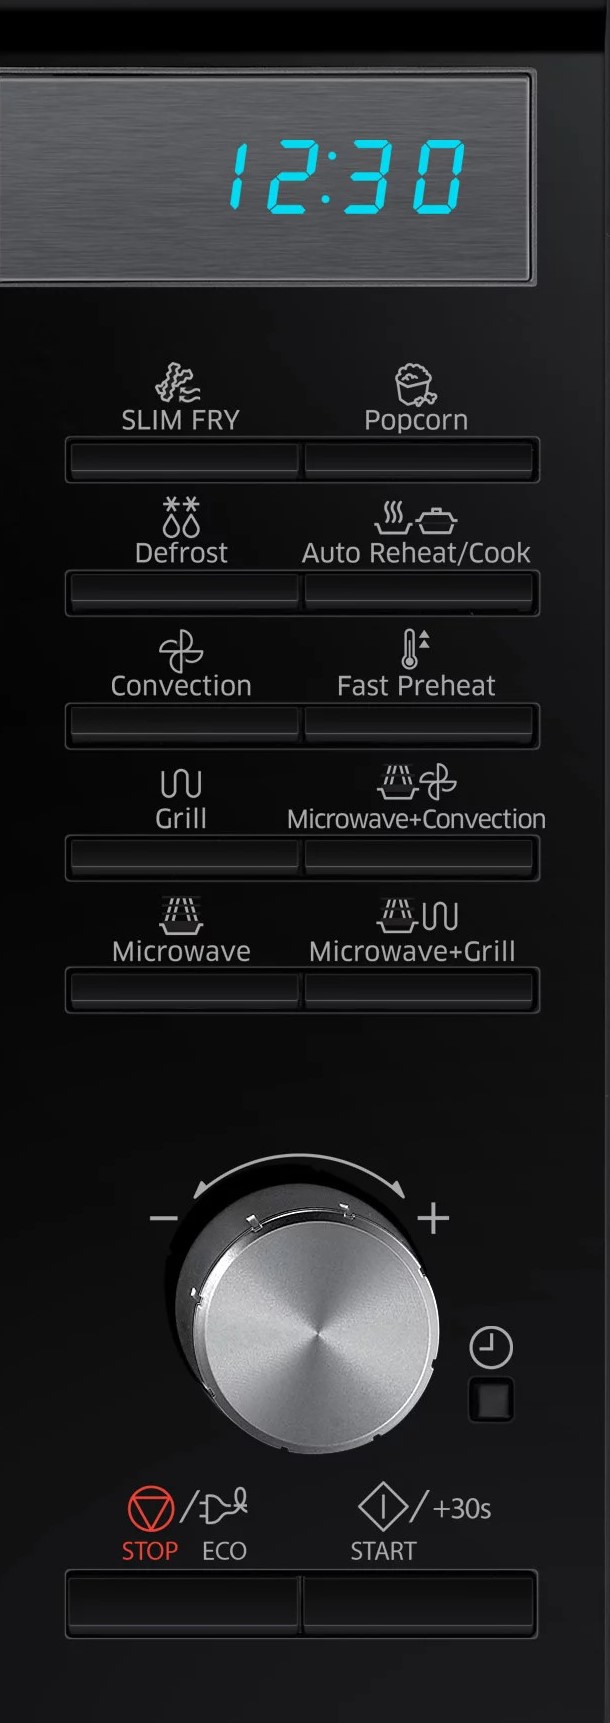 12:30
SLIM FRY Popcorn
Defrost Auto Reheat/Cook
Convection Fast Preheat
Grill Microwave+Convection
Microwave Microwave+Grill
− +
/ / +30s
STOP ECO START